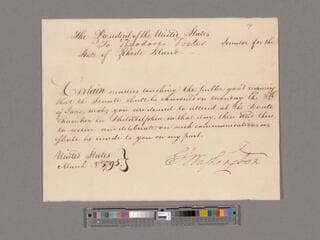 The President of the United States
To Theodore Foster Senator for the
State of Rhode Island
Certain matters touching the public good requiring
that the Senate should be convened on monday the
of June next, you are desired to attend at the Senate
Chamber in Philadelphia on that day, then and there
to receive and deliberate on such communications as
shall be made to you on my part.
United States
March 1795
Go Washington